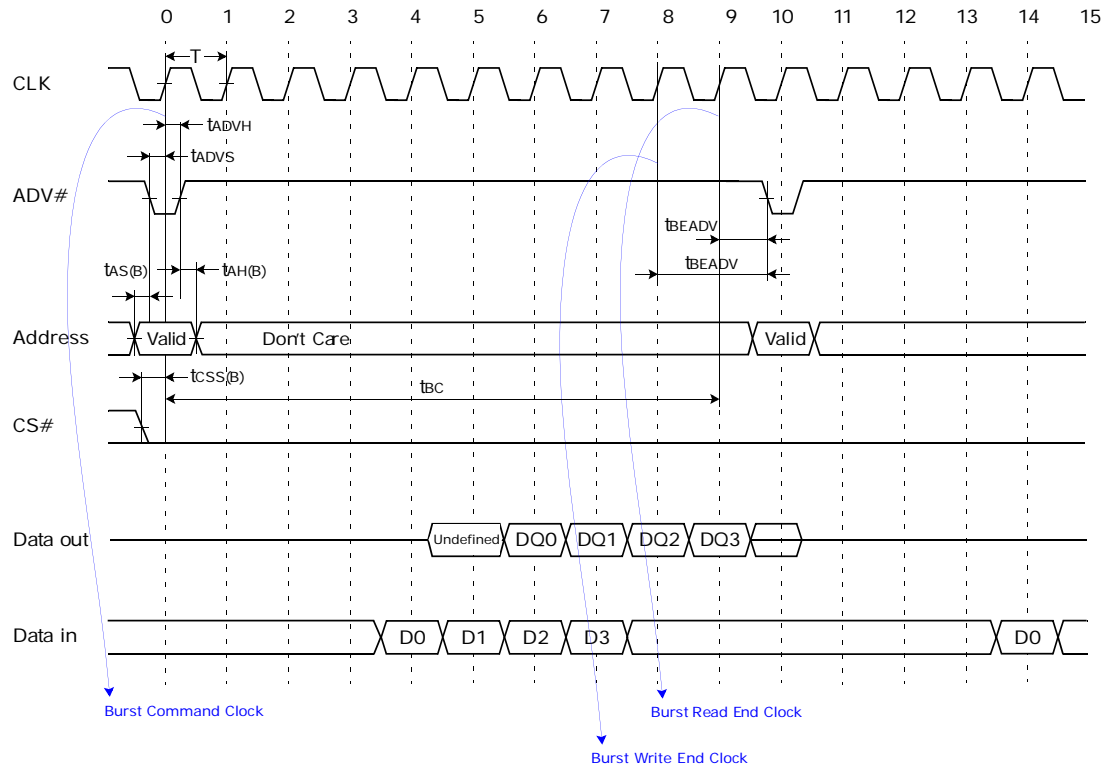 0 1 2 3 4 5 6 7 8 9 10 11 12 13 14 15
T
CLK
tADVH
tADVS
ADV#
tBEADV
tBEADV
tAS(B) tAH(B)
Address Valid Don't Care Valid
tCSS(B)
tBC
CS#
Data out Undefined DQ0 DQ1 DQ2 DQ3
Data in D0 D1 D2 D3 D0
Burst Command Clock
Burst Read End Clock
Burst Write End Clock